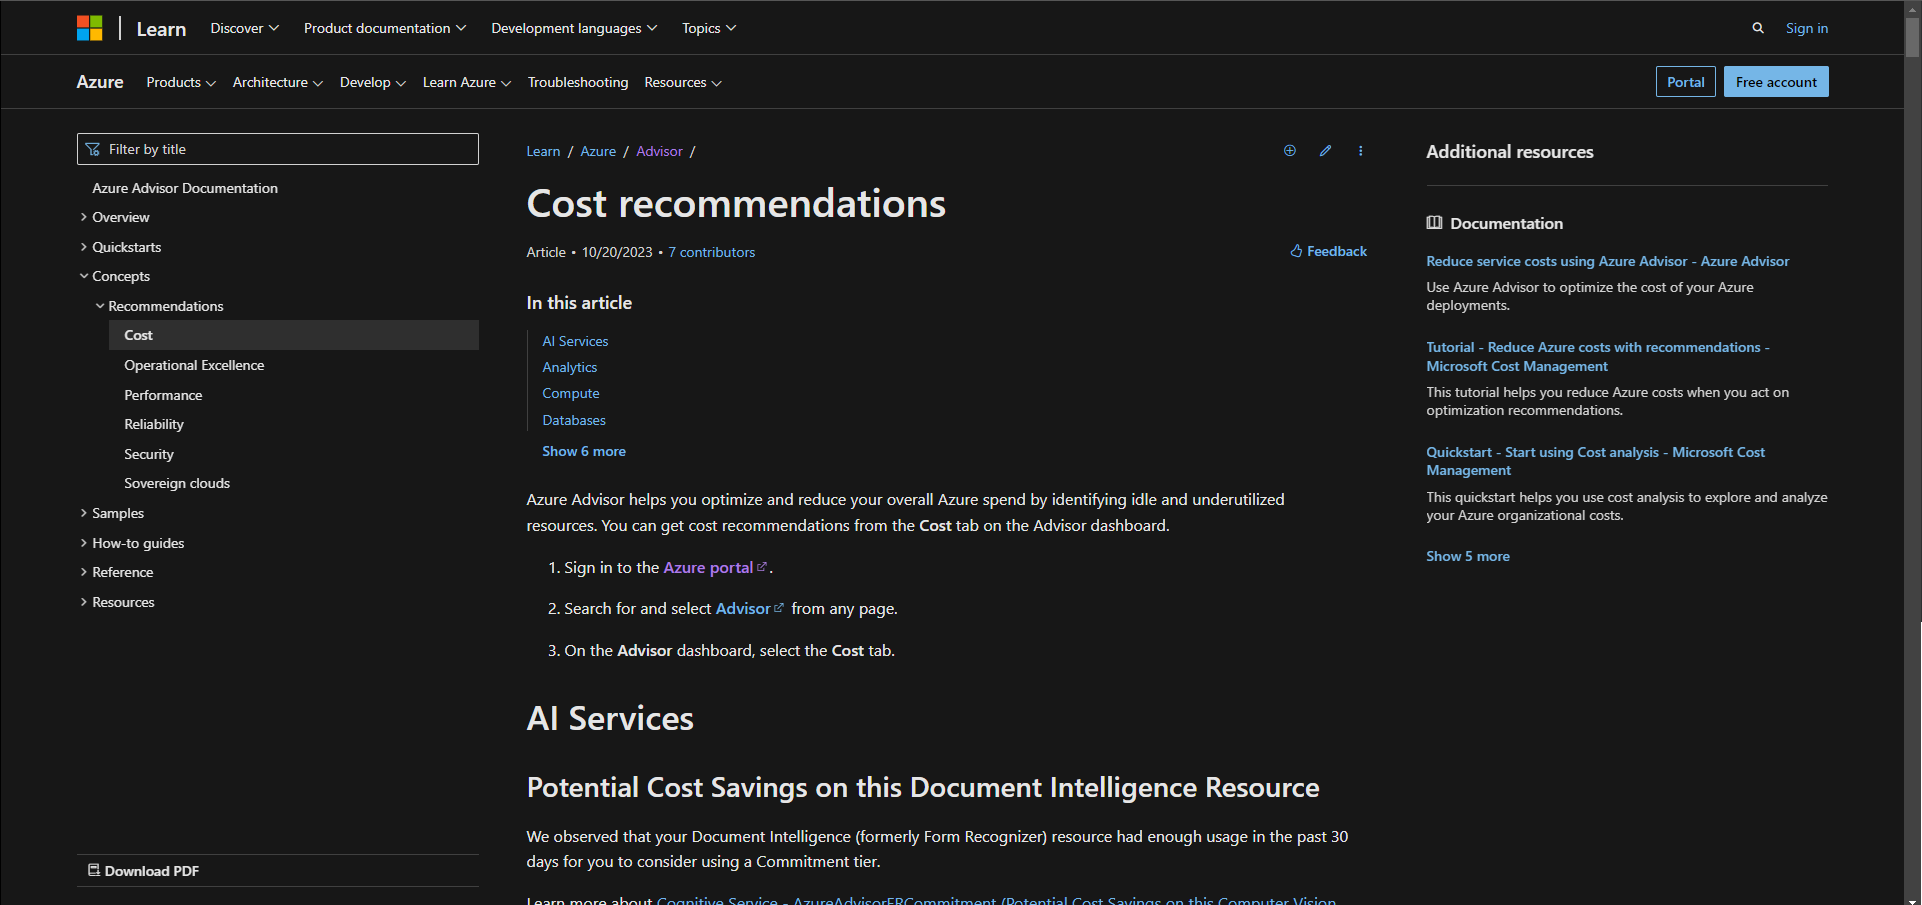 Learn
Discover
Product documentation
Development languages
Topics
Sign in
Azure
Products
Architecture
Develop
Learn Azure
Troubleshooting
Resources
Portal
Free account
Filter by title
Azure Advisor Documentation
Overview
Quickstarts
Concepts
Recommendations
Cost
Operational Excellence
Performance
Reliability
Security
Sovereign clouds
Samples
How-to guides
Reference
Resources
Download PDF
Learn / Azure / Advisor /
Cost recommendations
Article • 10/20/2023 • 7 contributors
Feedback
In this article
AI Services
Analytics
Compute
Databases
Show 6 more
Azure Advisor helps you optimize and reduce your overall Azure spend by identifying idle and underutilized
resources. You can get cost recommendations from the Cost tab on the Advisor dashboard.
1. Sign in to the Azure portal.
2. Search for and select Advisor from any page.
3. On the Advisor dashboard, select the Cost tab.
AI Services
Potential Cost Savings on this Document Intelligence Resource
We observed that your Document Intelligence (formerly Form Recognizer) resource had enough usage in the past 30
days for you to consider using a Commitment tier.
Learn more about Cognitive Service - AzureAdvisorFRCommitment (Potential Cost Savings on this Computer Vision
Additional resources
Documentation
Reduce service costs using Azure Advisor - Azure Advisor
Use Azure Advisor to optimize the cost of your Azure
deployments.
Tutorial - Reduce Azure costs with recommendations -
Microsoft Cost Management
This tutorial helps you reduce Azure costs when you act on
optimization recommendations.
Quickstart - Start using Cost analysis - Microsoft Cost
Management
This quickstart helps you use cost analysis to explore and analyze
your Azure organizational costs.
Show 5 more